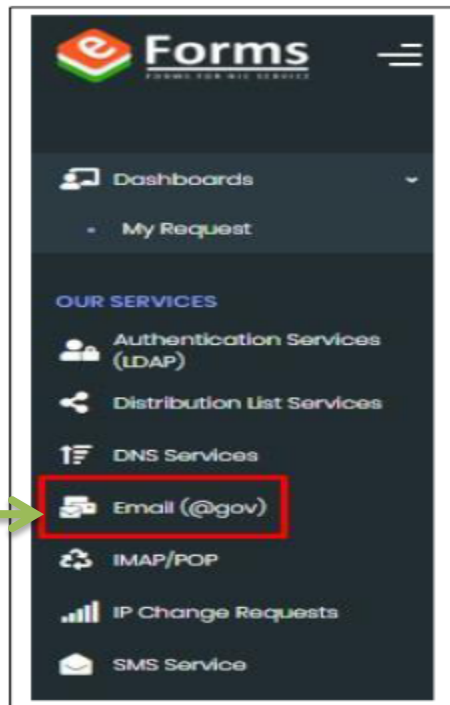 e Forms
FORMS FOR NIC SERVICE
Dashboards
My Request
OUR SERVICES
Authentication Services
(LDAP)
Distribution List Services
DNS Services
Email (@gov)
IMAP/POP
IP Change Requests
SMS Service